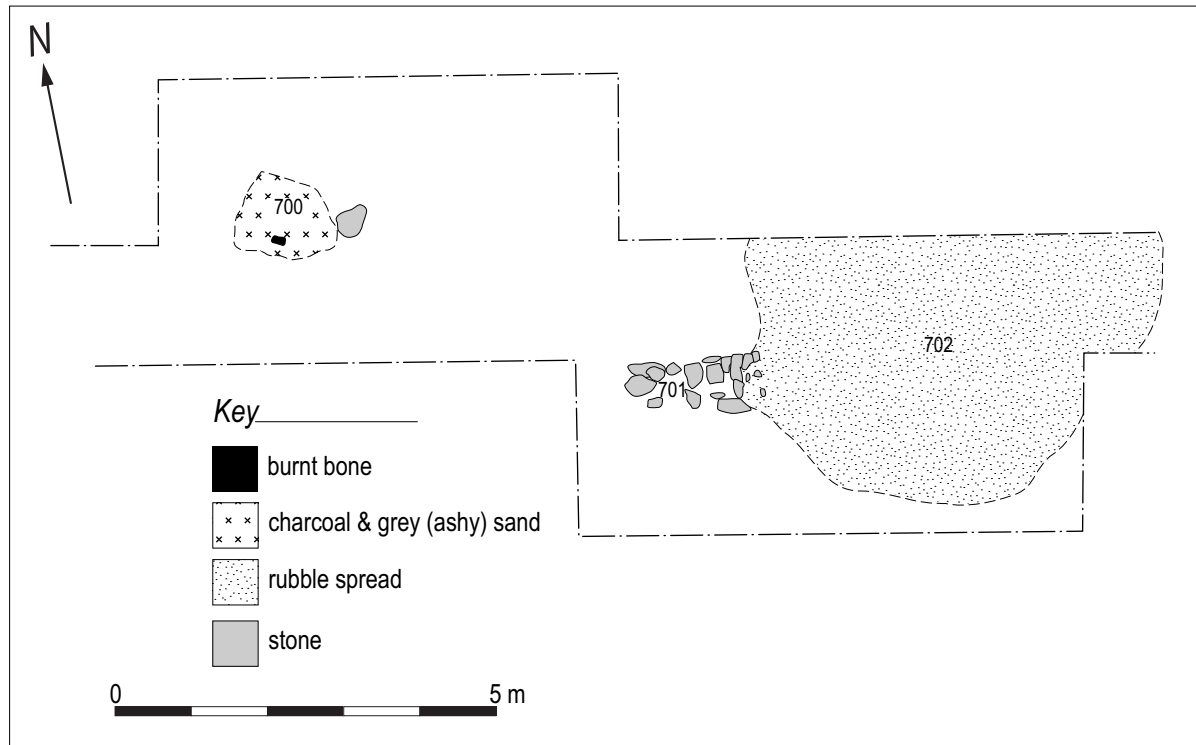 N
700
702
701
Key
burnt bone
charcoal & grey (ashy) sand
rubble spread
stone
0 5 m